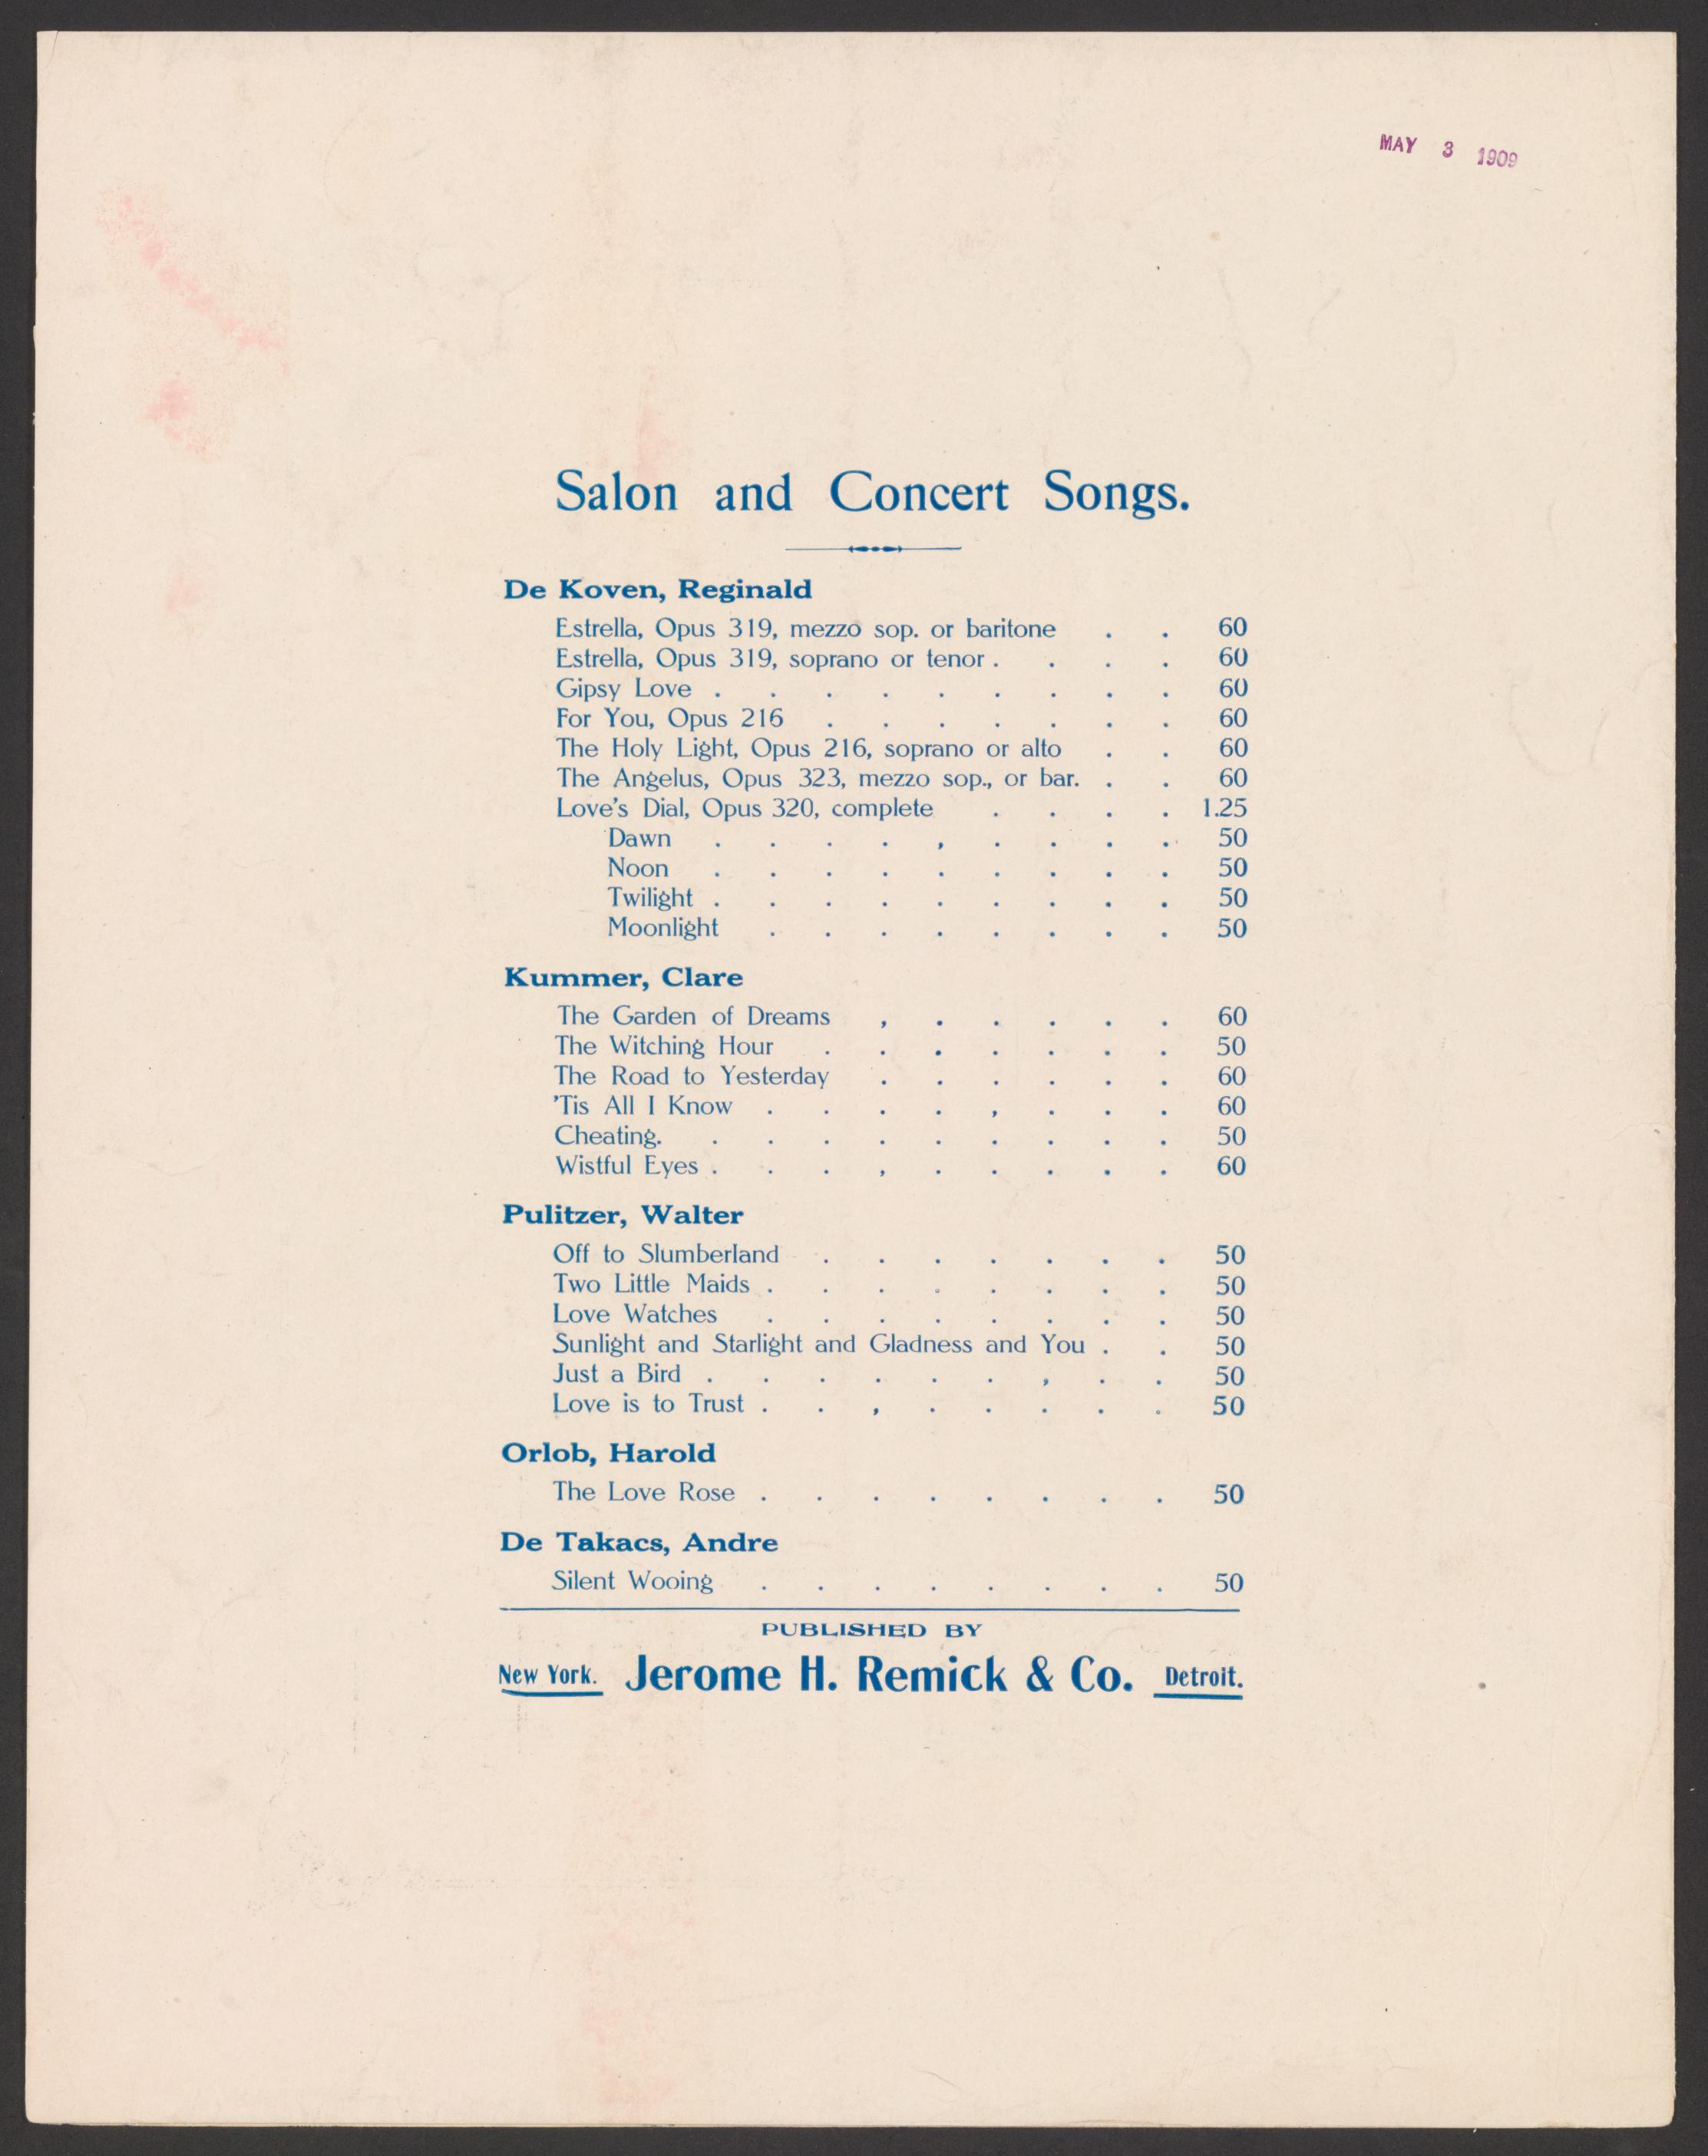 MAY 3 1909
Salon and Concert Songs.
De Koven, Reginald
Estrella, Opus 319, mezzo sop. or baritone . . 60
Estrella, Opus 319, soprano or tenor . . . . 60
Gipsy Love . . . . . . . . . 60
For You, Opus 216 . . . . . . . 60
The Holy Light, Opus 216, soprano or alto . . 60
The Angelus, Opus 323, mezzo sop., or bar. . . 60
Love's Dial, Opus 320, complete . . . . 1.25
Dawn . . . . , . . . . 50
Noon . . . . . . . . . 50
Twilight . . . . . . . . . 50
Moonlight . . . . . . . . 50
Kummer, Clare
The Garden of Dreams , . . . . . 60
The Witching Hour . . . . . . . 50
The Road to Yesterday . . . . . . 60
'Tis All I Know . . . . , . . . 60
Cheating. . . . . . . . . . 50
Wistful Eyes . . . , . . . . . 60
Pulitzer, Walter
Off to Slumberland . . . . . . . 50
Two Little Maids . . . . . . . . 50
Love Watches . . . . . . . . 50
Sunlight and Starlight and Gladness and You . . 50
Just a Bird . . . . . . , . . 50
Love is to Trust . . , . . . . . 50
Orlob, Harold
The Love Rose . . . . . . . . 50
De Takacs, Andre
Silent Wooing . . . . . . . . 50
PUBLISHED BY
New York. Jerome H. Remick & Co. Detroit.